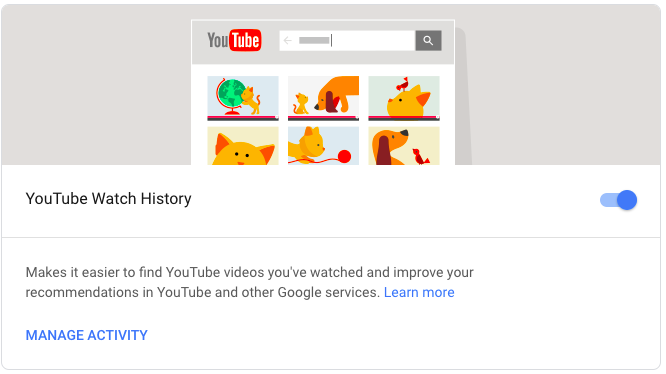 YouTube
YouTube Watch History
Makes it easier to find YouTube videos you've watched and improve your
recommendations in YouTube and other Google services. Learn more
MANAGE ACTIVITY